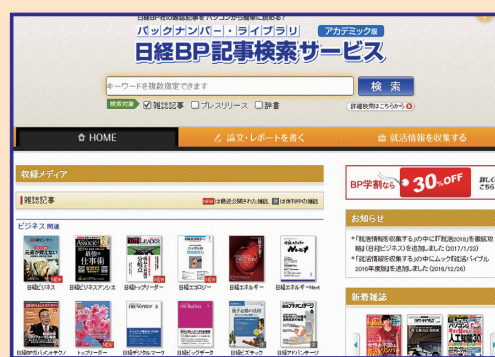 日経BP社の雑誌記事をパソコンから簡単に読める!
バックナンバー・ライブラリ アカデミック版
日経BP記事検索サービス
キーワードを複数指定できます
検索
検索対象 雑誌記事 プレスリリース 辞書
詳細検索はこちらから
HOME
論文・レポートを書く
就活情報を収集する
収録メディア
雑誌記事
NEW は最近公開された雑誌、 休 は休刊中の雑誌
ビジネス 関連
日経ビジネス
日経ビジネスアソシエ
日経トップリーダー
日経エコロジー
日経エネルギー
日経エネルギーNext
トップリーダー
日経デジタルマーケ
日経ビッグデータ
日経ビズテック
日経アドバンテージ
BP学割なら 30%OFF
お知らせ
*「就活情報を収集する」の中に「「就活2018」を徹底攻
略」(日経ビジネス)を追加しました (2017/1/23)
*「就活情報を収集する」の中にムック「就活バイブル
2016年度版」を追加しました (2016/12/26)
新着雑誌
人工知能30